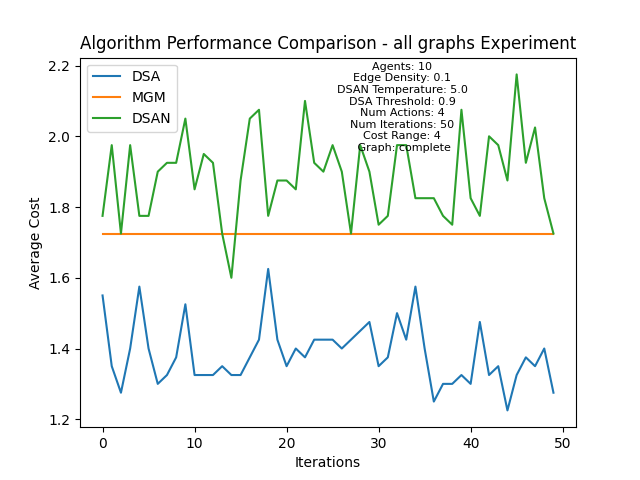 Algorithm Performance Comparison - all graphs Experiment
DSA
MGM
DSAN
Agents: 10
Edge Density: 0.1
DSAN Temperature: 5.0
DSA Threshold: 0.9
Num Actions: 4
Num Iterations: 50
Cost Range: 4
Graph: complete
2.2
2.0
1.8
1.6
1.4
1.2
Average Cost
0 10 20 30 40 50
Iterations